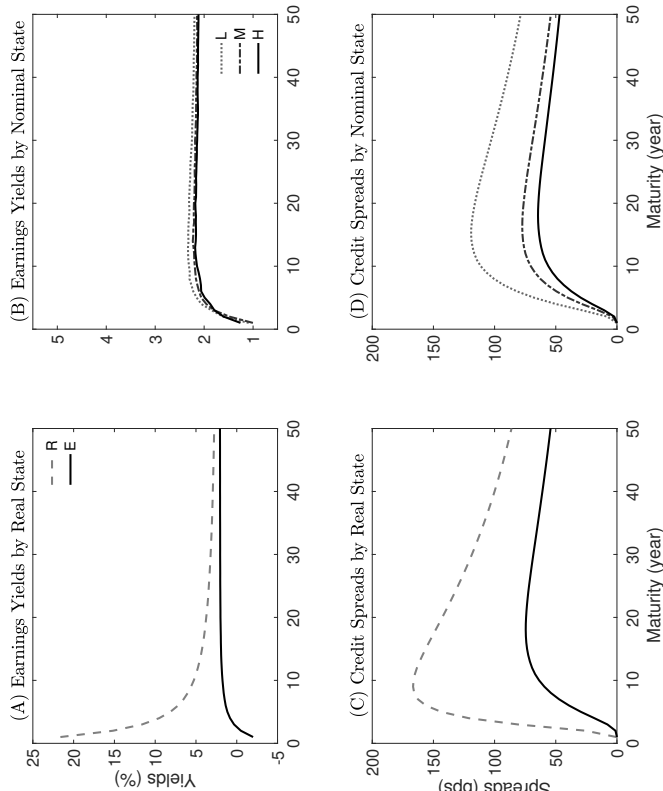 (A) Earnings Yields by Real State
25
20
15
10
5
0
-5
Yields (%)
R
E
0 10 20 30 40 50
(B) Earnings Yields by Nominal State
5
4
3
2
1
L
M
H
0 10 20 30 40 50
(C) Credit Spreads by Real State
200
150
100
50
0
Spreads (bps)
0 10 20 30 40 50
Maturity (year)
(D) Credit Spreads by Nominal State
200
150
100
50
0
0 10 20 30 40 50
Maturity (year)